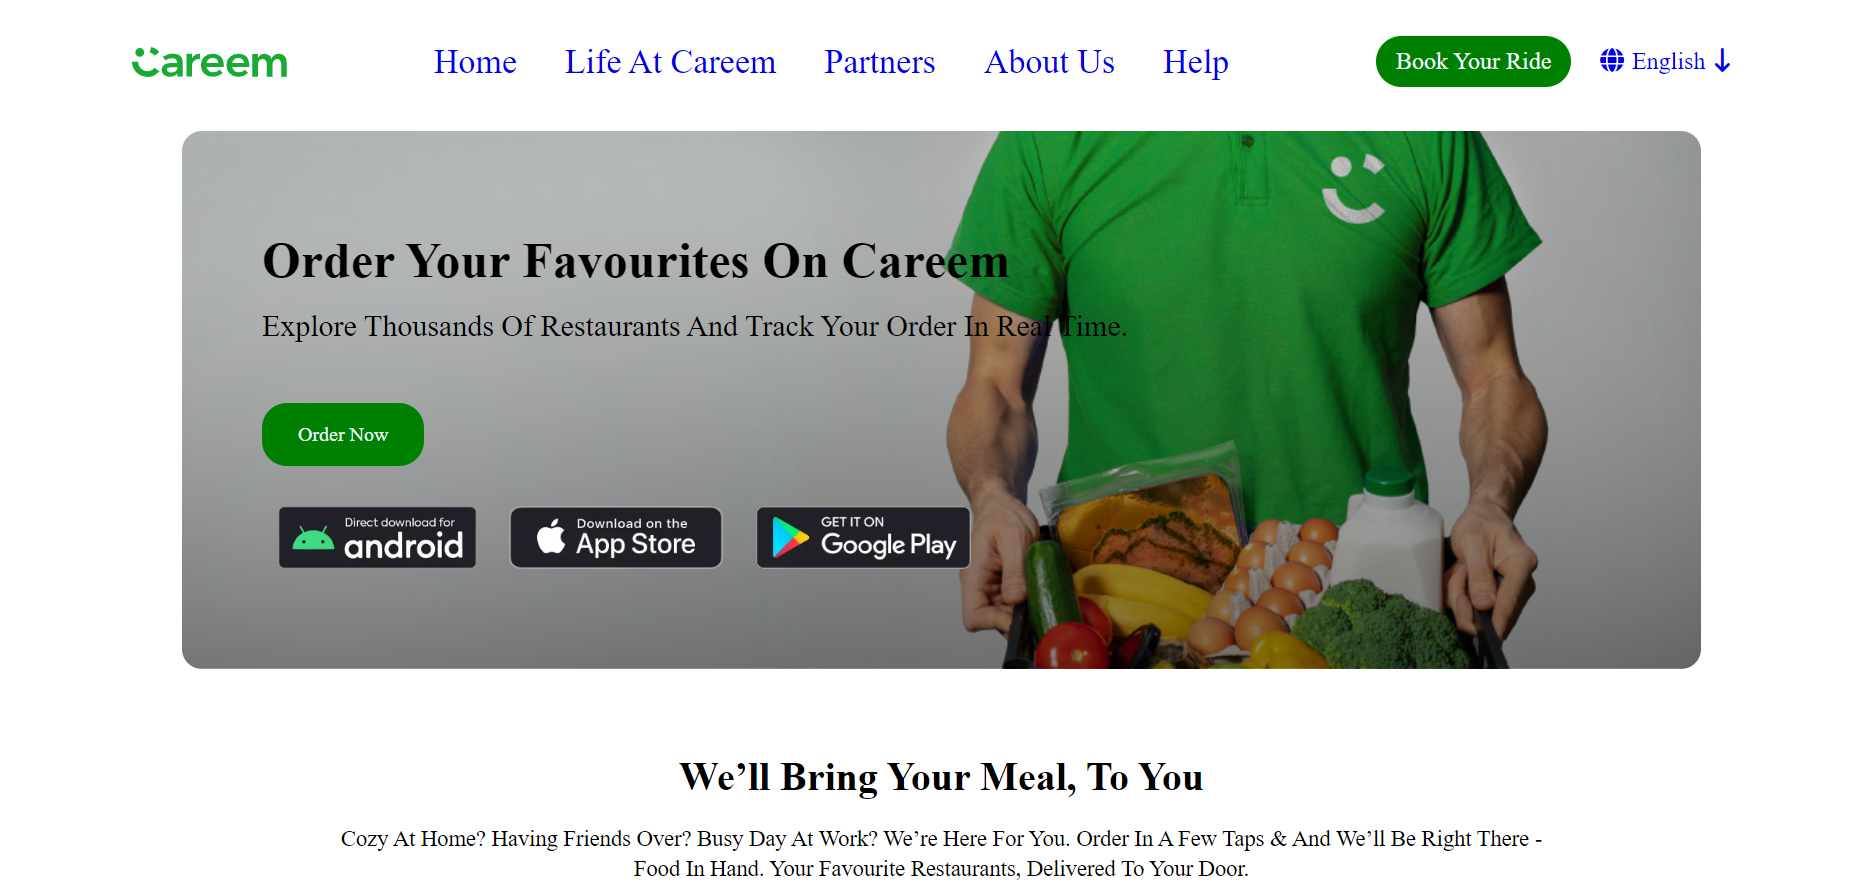 Careem
Home Life At Careem Partners About Us Help
Book Your Ride
English
Order Your Favourites On Careem
Explore Thousands Of Restaurants And Track Your Order In Real Time.
Order Now
Direct download for
android
Download on the
App Store
GET IT ON
Google Play
We’ll Bring Your Meal, To You
Cozy At Home? Having Friends Over? Busy Day At Work? We’re Here For You. Order In A Few Taps & And We’ll Be Right There -
Food In Hand. Your Favourite Restaurants, Delivered To Your Door.